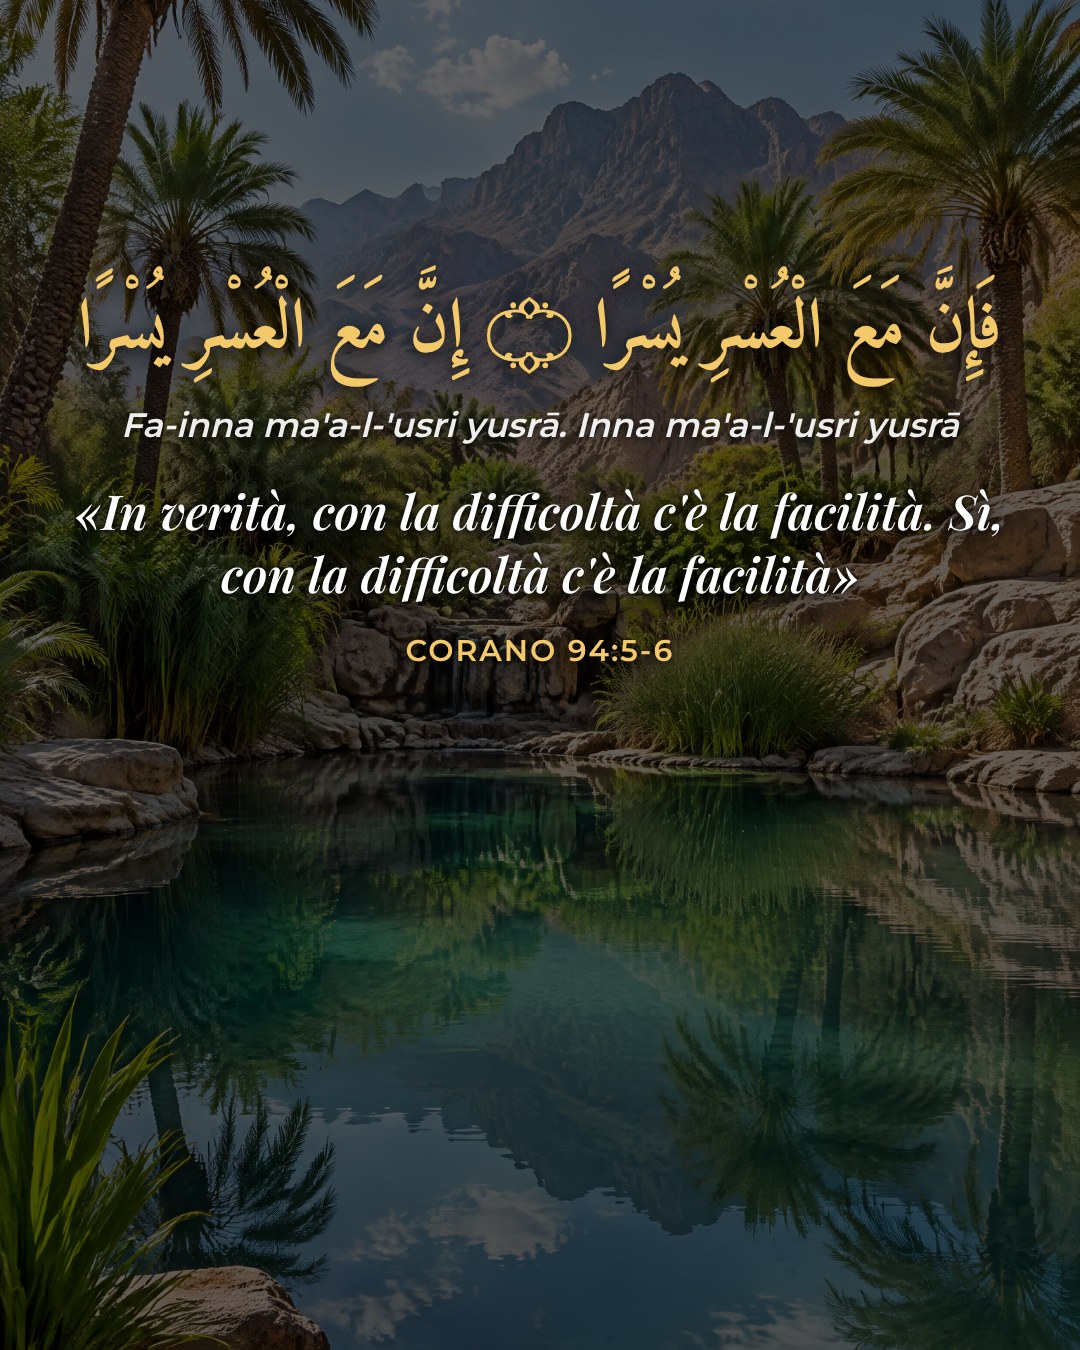 فَإِنَّ مَعَ الْعُسْرِ يُسْرًا ۝ إِنَّ مَعَ الْعُسْرِ يُسْرًا
Fa-inna ma'a-l-'usri yusrā. Inna ma'a-l-'usri yusrā
«In verità, con la difficoltà c'è la facilità. Sì,
con la difficoltà c'è la facilità»
CORANO 94:5-6